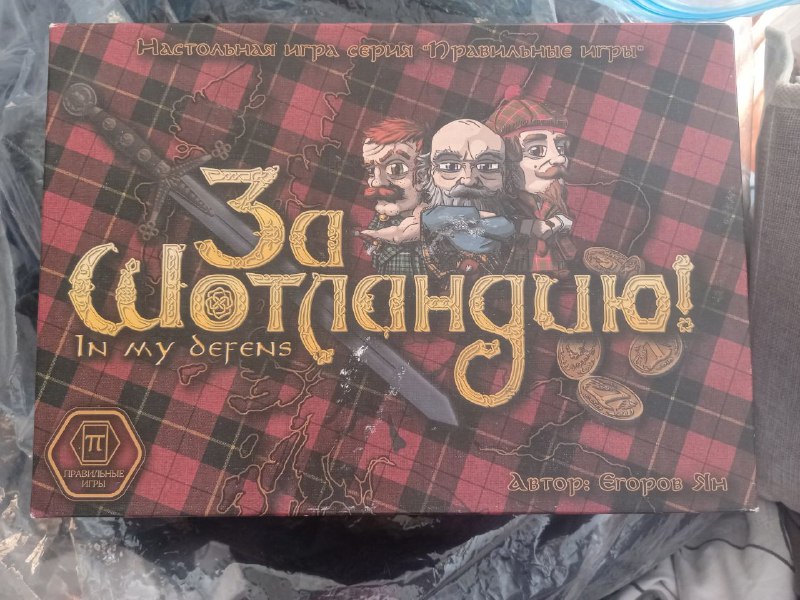 Настольная игра серия "Правильные игры"
За
Шотландию!
In my defens
π
ПРАВИЛЬНЫЕ
ИГРЫ
Автор: Егоров Ян